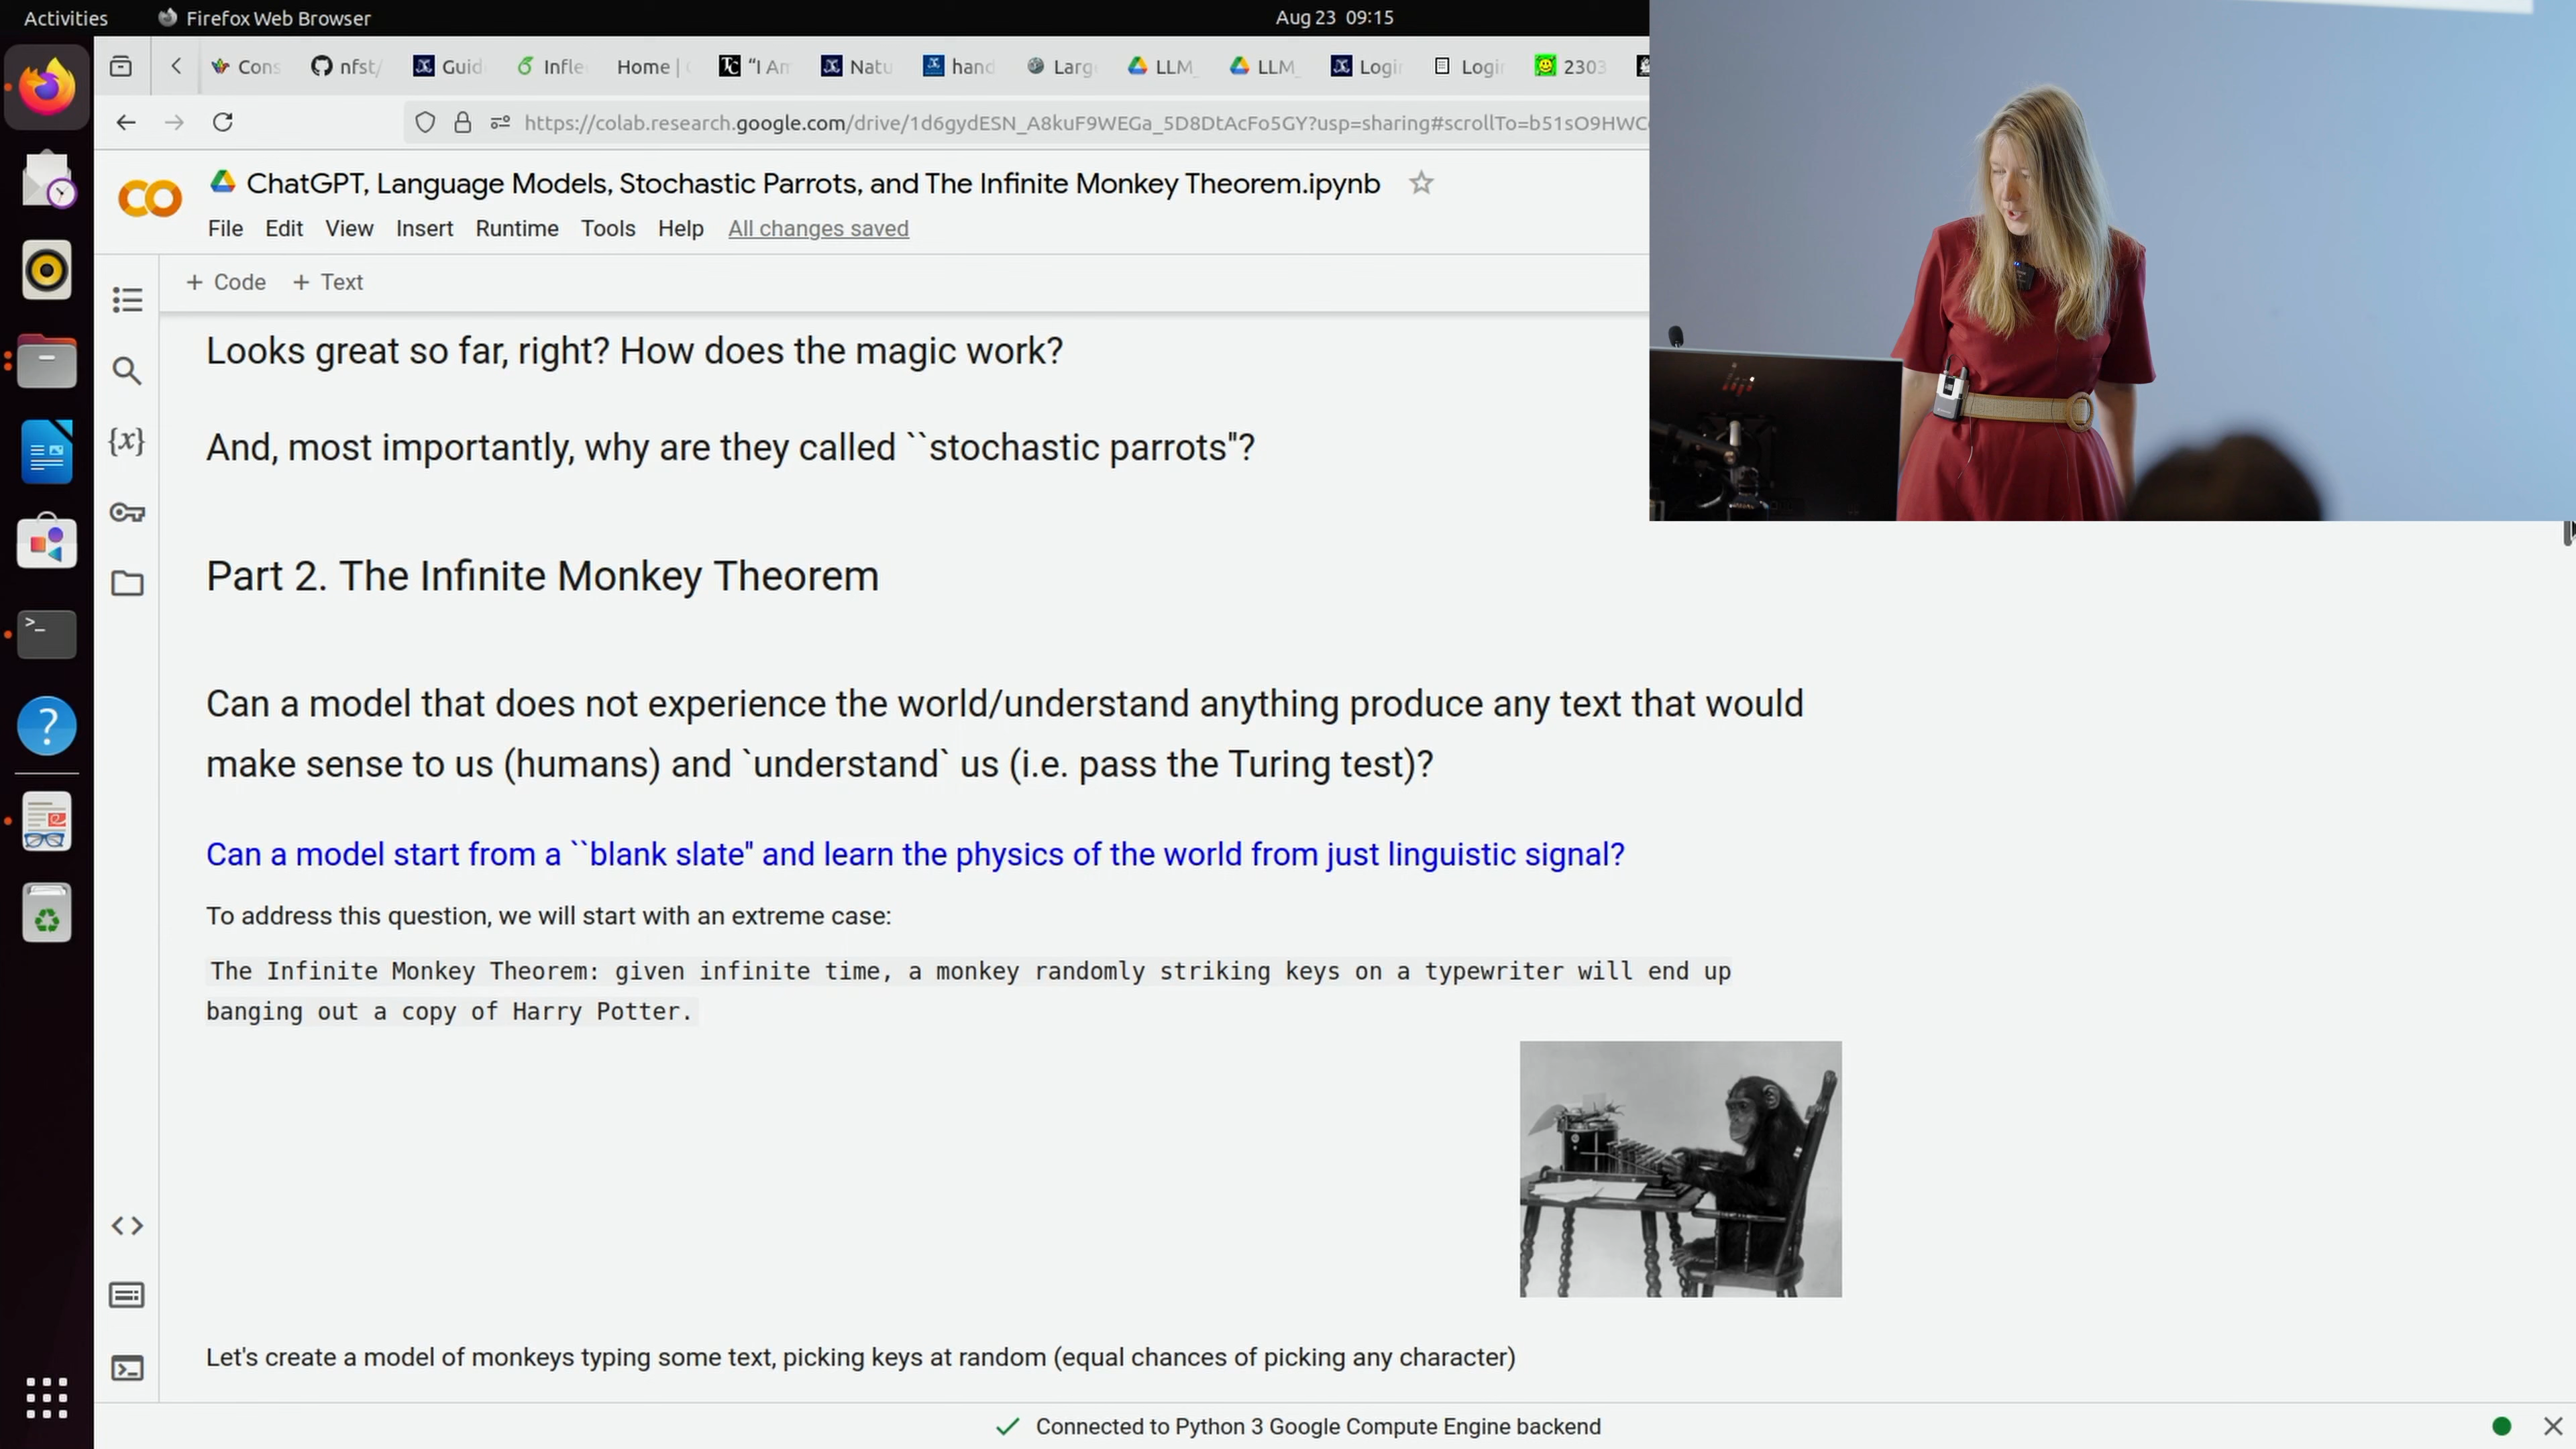 Activities
Firefox Web Browser
Aug 23 09:15
Cons
nfst/
Guid
Infle
Home |
"I Am
Natu
hand
Larg
LLM_
LLM_
Logi
Logi
2303
https://colab.research.google.com/drive/1d6gydESN_A8kuF9WEGa_5D8DtAcFo5GY?usp=sharing#scrollTo=b51sO9HWC
ChatGPT, Language Models, Stochastic Parrots, and The Infinite Monkey Theorem.ipynb
File Edit View Insert Runtime Tools Help All changes saved
+ Code + Text
Looks great so far, right? How does the magic work?
And, most importantly, why are they called ``stochastic parrots"?
Part 2. The Infinite Monkey Theorem
Can a model that does not experience the world/understand anything produce any text that would
make sense to us (humans) and `understand` us (i.e. pass the Turing test)?
Can a model start from a ``blank slate" and learn the physics of the world from just linguistic signal?
To address this question, we will start with an extreme case:
The Infinite Monkey Theorem: given infinite time, a monkey randomly striking keys on a typewriter will end up
banging out a copy of Harry Potter.
Let's create a model of monkeys typing some text, picking keys at random (equal chances of picking any character)
Connected to Python 3 Google Compute Engine backend